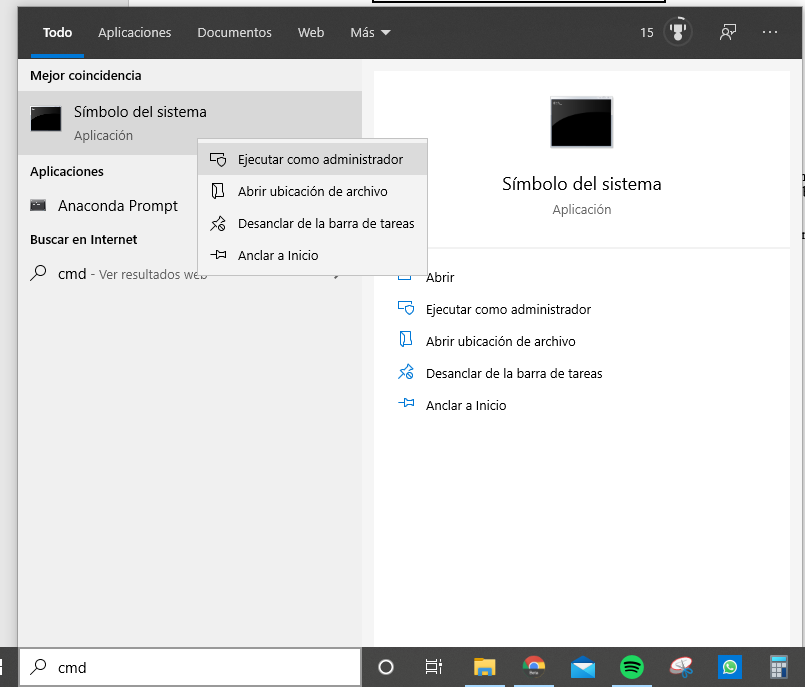 Todo Aplicaciones Documentos Web Más 15
Mejor coincidencia
Símbolo del sistema
Aplicación
Ejecutar como administrador
Abrir ubicación de archivo
Desanclar de la barra de tareas
Anclar a Inicio
Aplicaciones
Anaconda Prompt
Buscar en Internet
cmd - Ver resultados web
Símbolo del sistema
Aplicación
Abrir
Ejecutar como administrador
Abrir ubicación de archivo
Desanclar de la barra de tareas
Anclar a Inicio
cmd